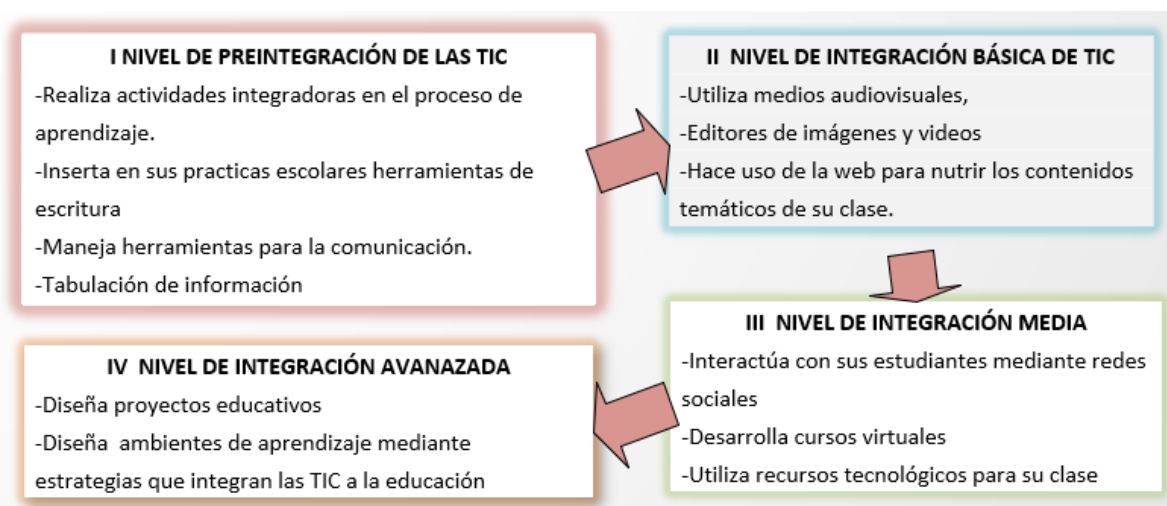 I NIVEL DE PREINTEGRACIÓN DE LAS TIC
-Realiza actividades integradoras en el proceso de
aprendizaje.
-Inserta en sus practicas escolares herramientas de
escritura
-Maneja herramientas para la comunicación.
-Tabulación de información
II NIVEL DE INTEGRACIÓN BÁSICA DE TIC
-Utiliza medios audiovisuales,
-Editores de imágenes y videos
-Hace uso de la web para nutrir los contenidos
temáticos de su clase.
III NIVEL DE INTEGRACIÓN MEDIA
-Interactúa con sus estudiantes mediante redes
sociales
-Desarrolla cursos virtuales
-Utiliza recursos tecnológicos para su clase
IV NIVEL DE INTEGRACIÓN AVANAZADA
-Diseña proyectos educativos
-Diseña ambientes de aprendizaje mediante
estrategias que integran las TIC a la educación